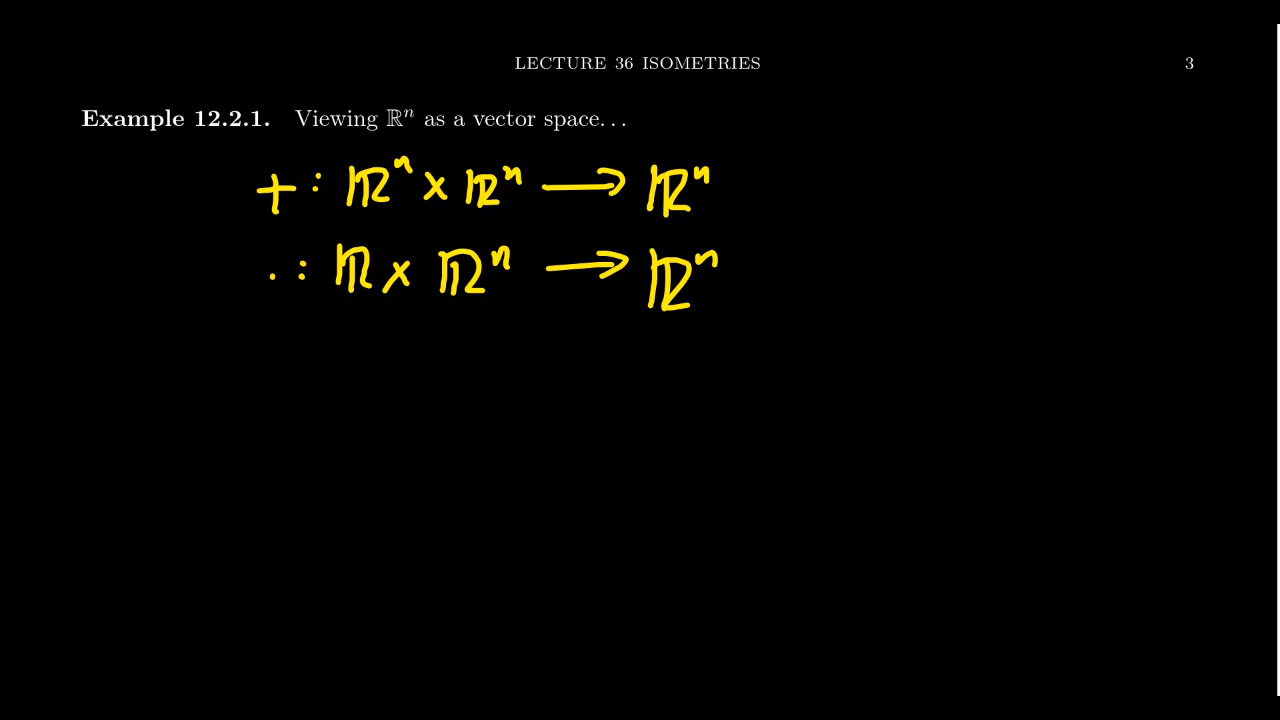 LECTURE 36 ISOMETRIES 3
Example 12.2.1. Viewing ℝⁿ as a vector space...
+ : ℝⁿ × ℝⁿ ⟶ ℝⁿ
· : ℝ × ℝⁿ ⟶ ℝⁿ